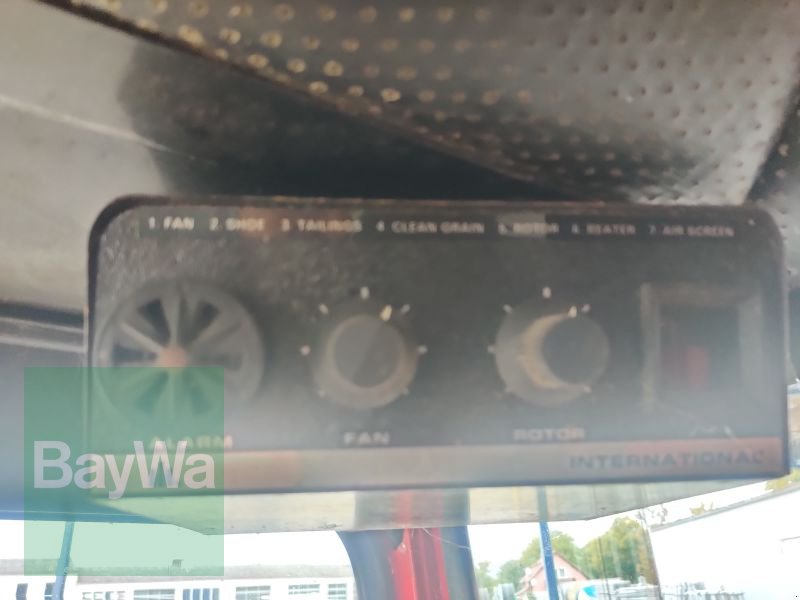 1. FAN 2. SHOE 3. TAILINGS 4. CLEAN GRAIN 5. ROTOR 6. BEATER 7. AIR SCREEN
ALARM FAN ROTOR
INTERNATIONAL
BayWa